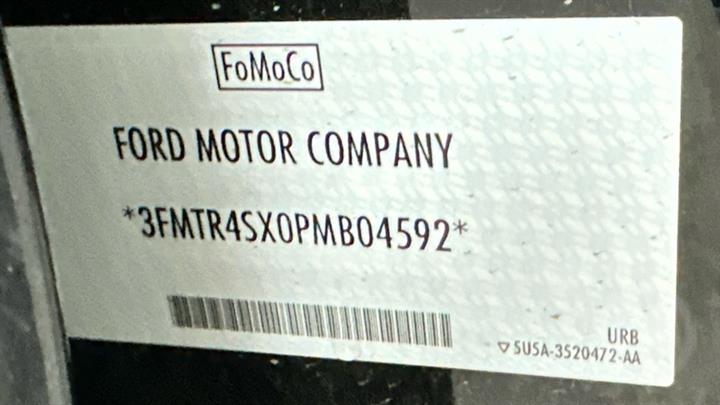 FoMoCo
FORD MOTOR COMPANY
*3FMTR4SX0PMB04592*
URB
▽5U5A-3520472-AA